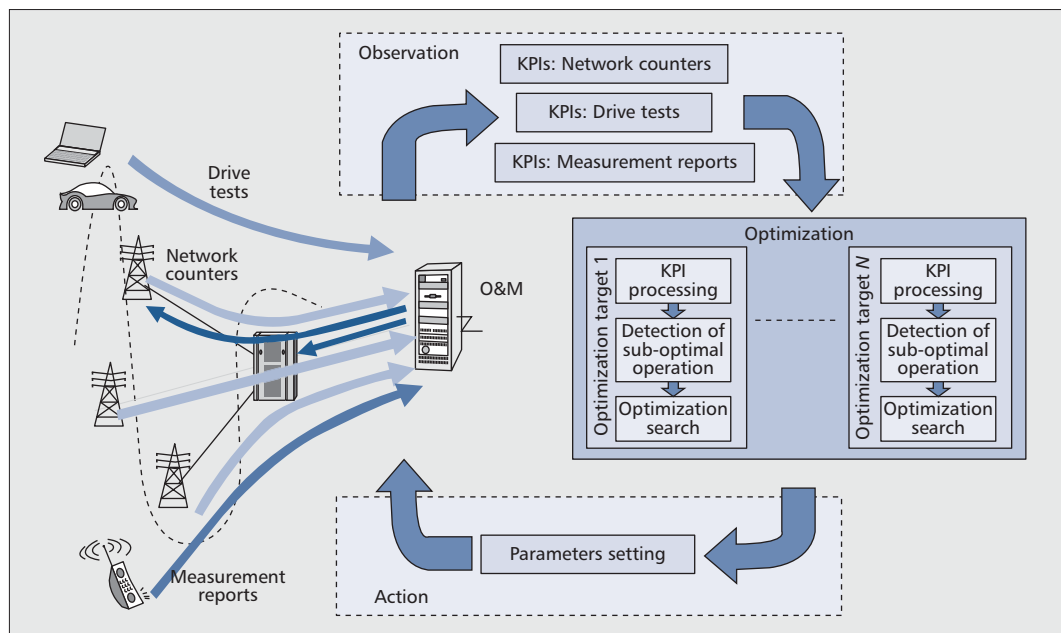 Observation
KPIs: Network counters
KPIs: Drive tests
KPIs: Measurement reports
Drive
tests
Network
counters
O&M
Measurement
reports
Optimization
Optimization target 1
KPI
processing
Detection of
sub-optimal
operation
Optimization
search
Optimization target N
KPI
processing
Detection of
sub-optimal
operation
Optimization
search
Parameters setting
Action